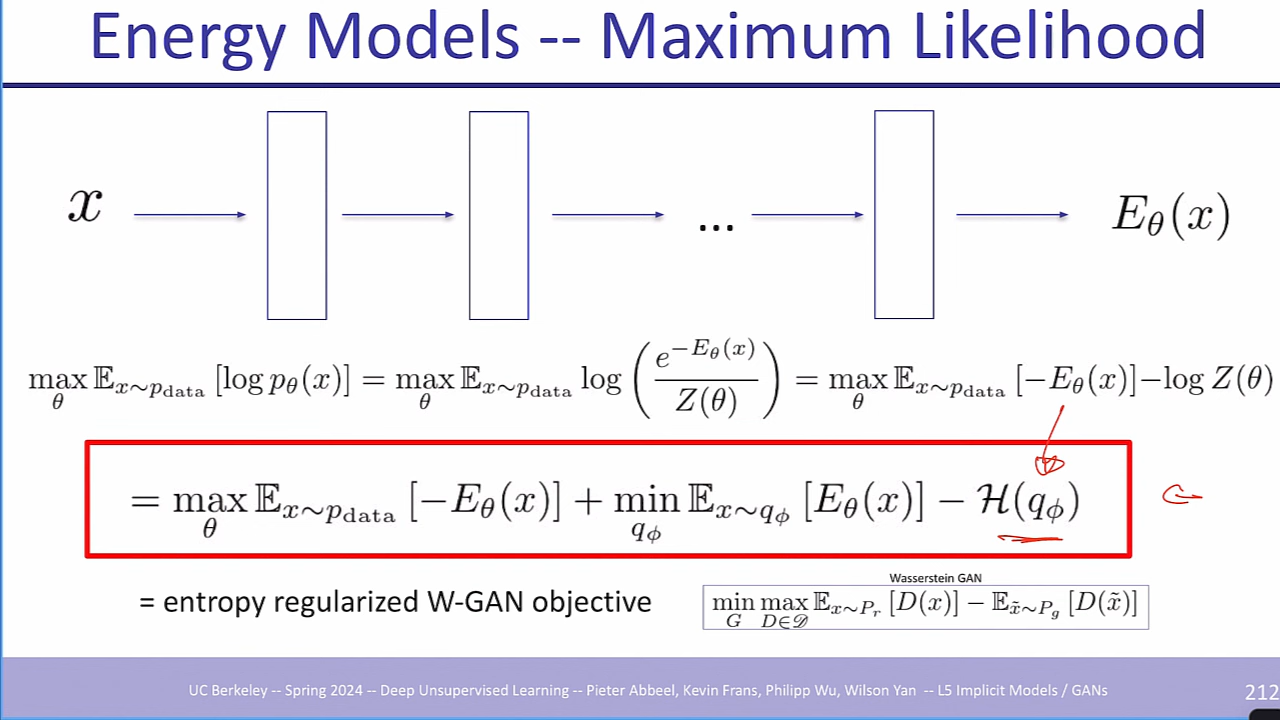 Energy Models -- Maximum Likelihood
x ... E_θ(x)
max_θ 𝔼_{x∼p_data} [log p_θ(x)] = max_θ 𝔼_{x∼p_data} log (e^{−E_θ(x)} / Z(θ)) = max_θ 𝔼_{x∼p_data} [−E_θ(x)] − log Z(θ)
= max_θ 𝔼_{x∼p_data} [−E_θ(x)] + min_{q_ϕ} 𝔼_{x∼q_ϕ} [E_θ(x)] − ℋ(q_ϕ)
Wasserstein GAN
= entropy regularized W-GAN objective
min_G max_{D∈𝒟} 𝔼_{x∼P_r} [D(x)] − 𝔼_{x̃∼P_g} [D(x̃)]
UC Berkeley -- Spring 2024 -- Deep Unsupervised Learning -- Pieter Abbeel, Kevin Frans, Philipp Wu, Wilson Yan -- L5 Implicit Models / GANs
212